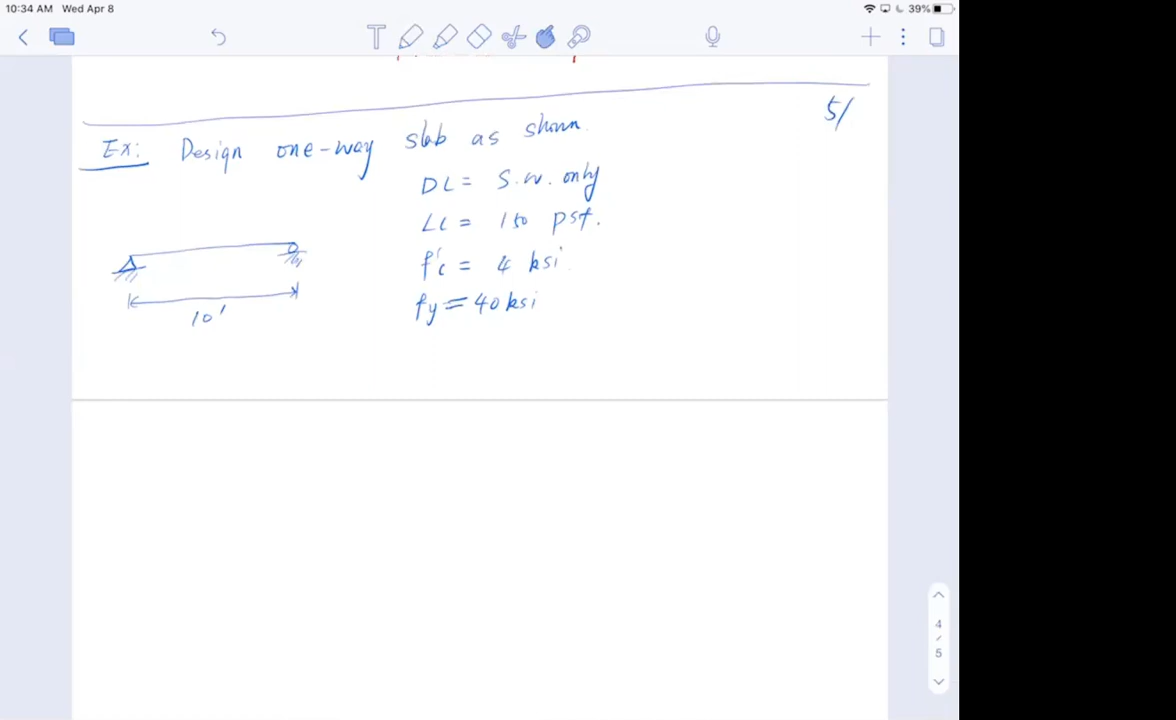 10:34 AM Wed Apr 8
39%
T
5/
Ex: Design one-way slab as shown.
DL = S.W. only
LL = 150 psf.
f'c = 4 ksi
fy = 40 ksi
10'
4
/
5